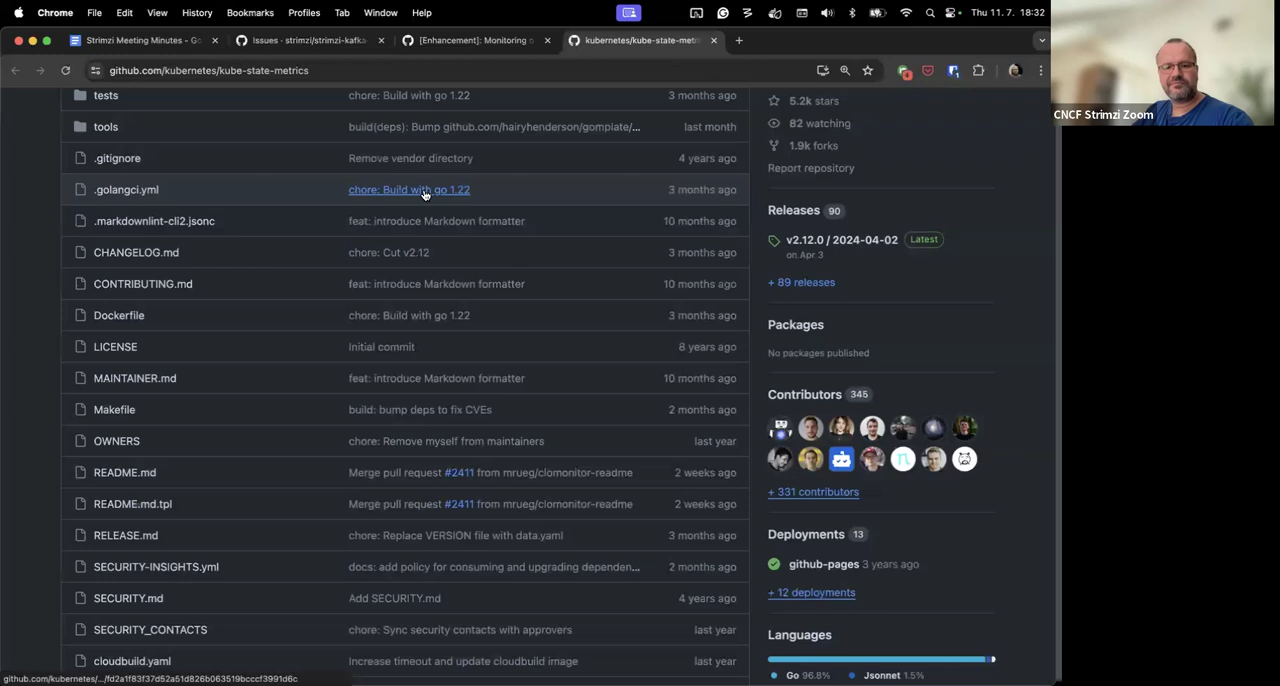 Chrome File Edit View History Bookmarks Profiles Tab Window Help Thu 11. 7. 18:32
Strimzi Meeting Minutes - Go
Issues · strimzi/strimzi-kafka-
[Enhancement]: Monitoring o
kubernetes/kube-state-metri
github.com/kubernetes/kube-state-metrics
CNCF Strimzi Zoom
tests chore: Build with go 1.22 3 months ago
tools build(deps): Bump github.com/hairyhenderson/gomplate/... last month
.gitignore Remove vendor directory 4 years ago
.golangci.yml chore: Build with go 1.22 3 months ago
.markdownlint-cli2.jsonc feat: introduce Markdown formatter 10 months ago
CHANGELOG.md chore: Cut v2.12 3 months ago
CONTRIBUTING.md feat: introduce Markdown formatter 10 months ago
Dockerfile chore: Build with go 1.22 3 months ago
LICENSE Initial commit 8 years ago
MAINTAINER.md feat: introduce Markdown formatter 10 months ago
Makefile build: bump deps to fix CVEs 2 months ago
OWNERS chore: Remove myself from maintainers last year
README.md Merge pull request #2411 from mrueg/clomonitor-readme 2 weeks ago
README.md.tpl Merge pull request #2411 from mrueg/clomonitor-readme 2 weeks ago
RELEASE.md chore: Replace VERSION file with data.yaml 3 months ago
SECURITY-INSIGHTS.yml docs: add policy for consuming and upgrading dependen... 2 months ago
SECURITY.md Add SECURITY.md 4 years ago
SECURITY_CONTACTS chore: Sync security contacts with approvers last year
cloudbuild.yaml Increase timeout and update cloudbuild image last year
5.2k stars
82 watching
1.9k forks
Report repository
Releases 90
v2.12.0 / 2024-04-02 Latest
on Apr 3
+ 89 releases
Packages
No packages published
Contributors 345
+ 331 contributors
Deployments 13
github-pages 3 years ago
+ 12 deployments
Languages
Go 96.8% Jsonnet 1.5%
github.com/kubernetes/.../fd2a1f83f37d52a51d826b063519bcccf3991d6c